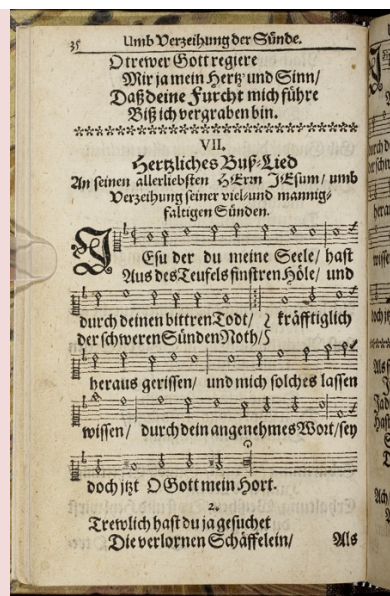 35 Umb Verzeihung der Sünde.
O trewer Gott regiere
Mir ja mein Hertz und Sinn/
Daß deine Furcht mich führe
Biß ich vergraben bin.
VII.
Hertzliches Buß-Lied
An seinen allerliebsten HErrn JEsum/ umb
Verzeihung seiner viel- und mannig-
faltigen Sünden.
JEsu der du meine Seele/ hast
Aus des Teufels finstren Höle/ und
durch deinen bittren Todt/ kräfftiglich
der schweren Sünden Noth/
heraus gerissen/ und mich solches lassen
wissen/ durch dein angenehmes Wort/ sey
doch jtzt O Gott mein Hort.
2.
Trewlich hast du ja gesuchet
Die verlornen Schäffelein/ Als